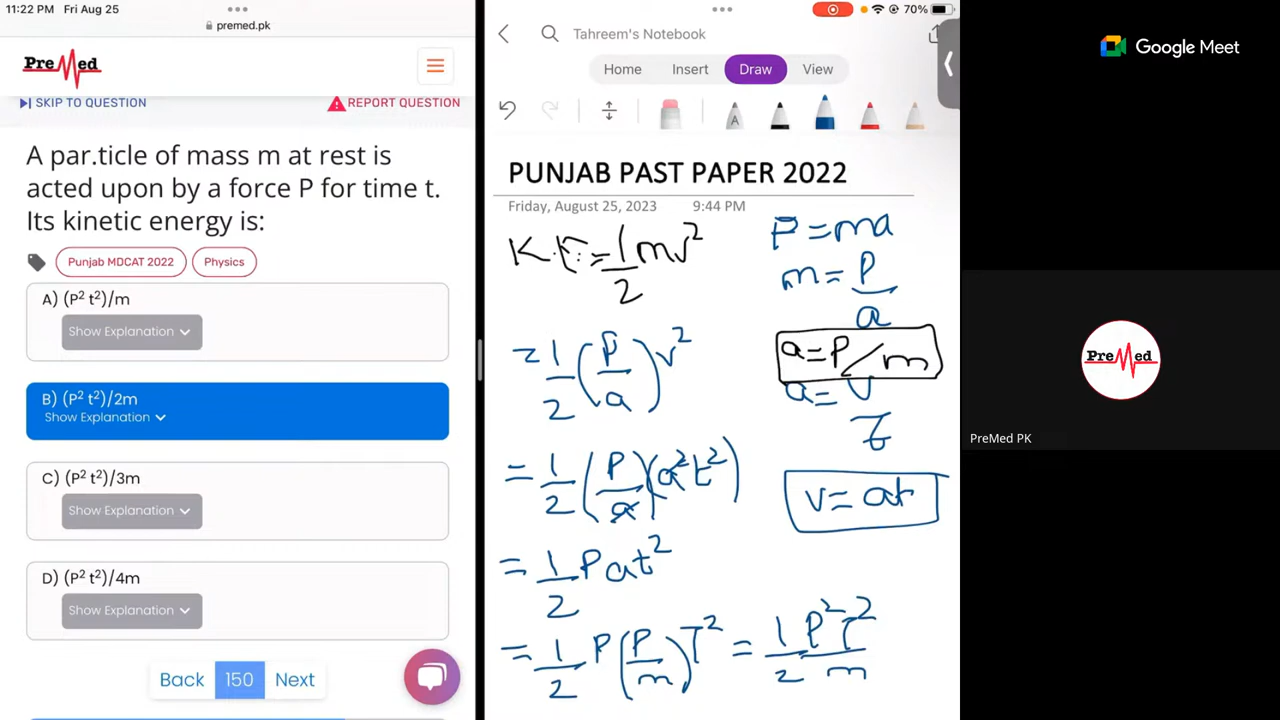 11:22 PM Fri Aug 25
premed.pk
PreMed
SKIP TO QUESTION
REPORT QUESTION
A par.ticle of mass m at rest is
acted upon by a force P for time t.
Its kinetic energy is:
Punjab MDCAT 2022
Physics
A) (P² t²)/m
Show Explanation
B) (P² t²)/2m
Show Explanation
C) (P² t²)/3m
Show Explanation
D) (P² t²)/4m
Show Explanation
Back 150 Next
70%
Tahreem's Notebook
Home Insert Draw View
A
PUNJAB PAST PAPER 2022
Friday, August 25, 2023 9:44 PM
K.E. = 1/2 mv²
= 1/2 (P/a) v²
= 1/2 (P/a)(a²t²)
= 1/2 P at²
= 1/2 P (P/m) T² = 1/2 P²T²/m
P = ma
m = P/a
a = P/m
a = v/t
v = at
Google Meet
PreMed
PreMed PK